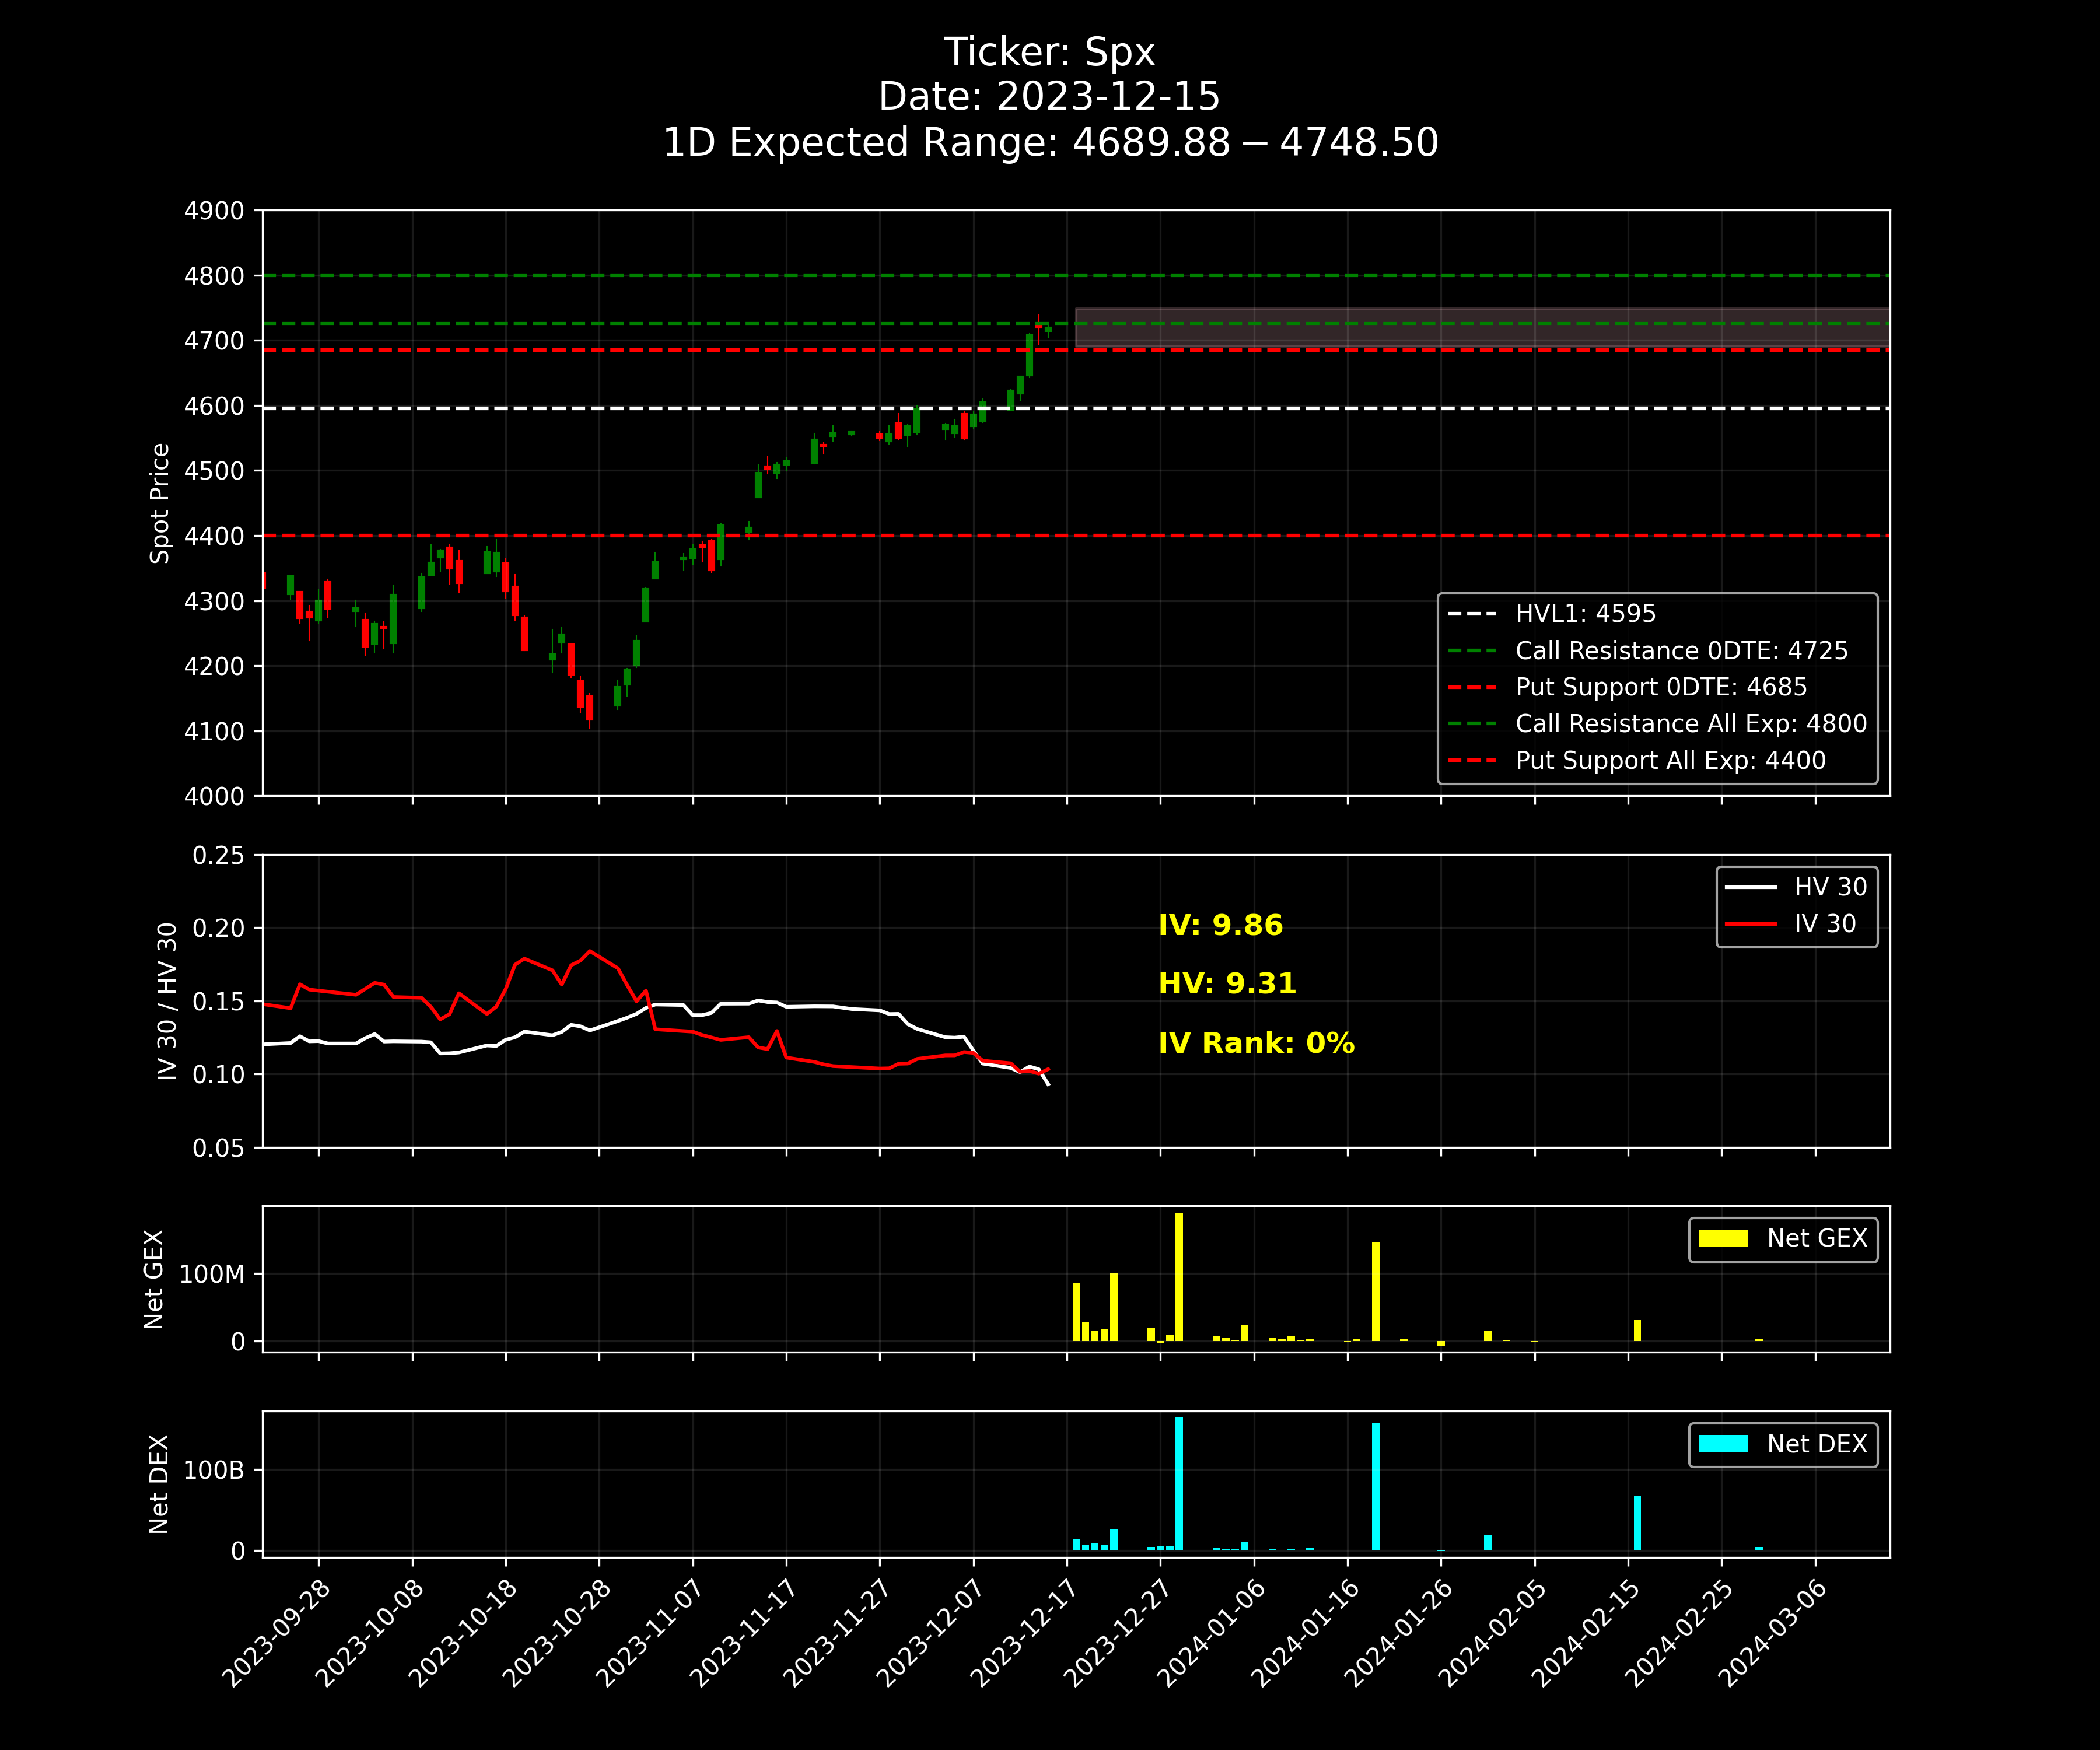 Ticker: Spx
Date: 2023-12-15
1D Expected Range: 4689.88 − 4748.50
4900
4800
4700
4600
4500
4400
4300
4200
4100
4000
Spot Price
HVL1: 4595
Call Resistance 0DTE: 4725
Put Support 0DTE: 4685
Call Resistance All Exp: 4800
Put Support All Exp: 4400
0.25
0.20
0.15
0.10
0.05
IV 30 / HV 30
IV: 9.86
HV: 9.31
IV Rank: 0%
HV 30
IV 30
100M
0
Net GEX
Net GEX
100B
0
Net DEX
Net DEX
2023-09-28
2023-10-08
2023-10-18
2023-10-28
2023-11-07
2023-11-17
2023-11-27
2023-12-07
2023-12-17
2023-12-27
2024-01-06
2024-01-16
2024-01-26
2024-02-05
2024-02-15
2024-02-25
2024-03-06